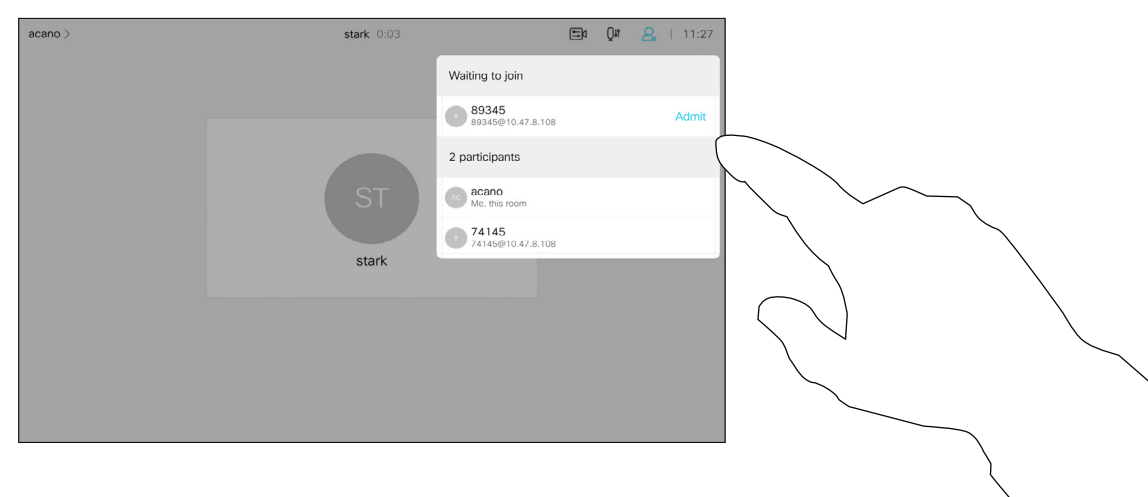 acano >
stark 0:03
11:27
Waiting to join
89345
89345@10.47.8.108
Admit
2 participants
AC
acano
Me, this room
74145
74145@10.47.8.108
ST
stark